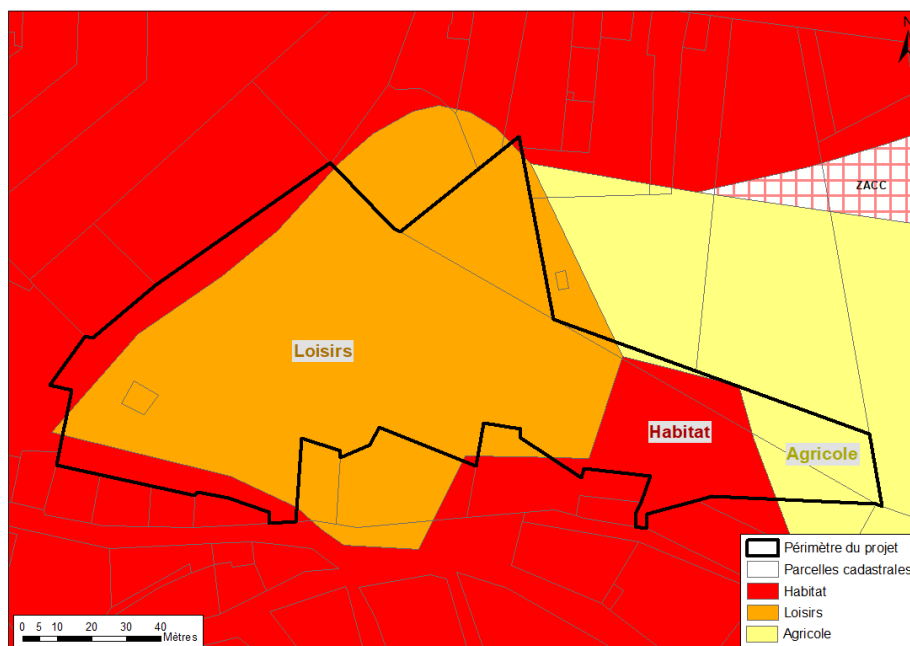 N
ZACC
Loisirs
Habitat
Agricole
Périmètre du projet
Parcelles cadastrales
Habitat
Loisirs
Agricole
0 5 10 20 30 40
Mètres